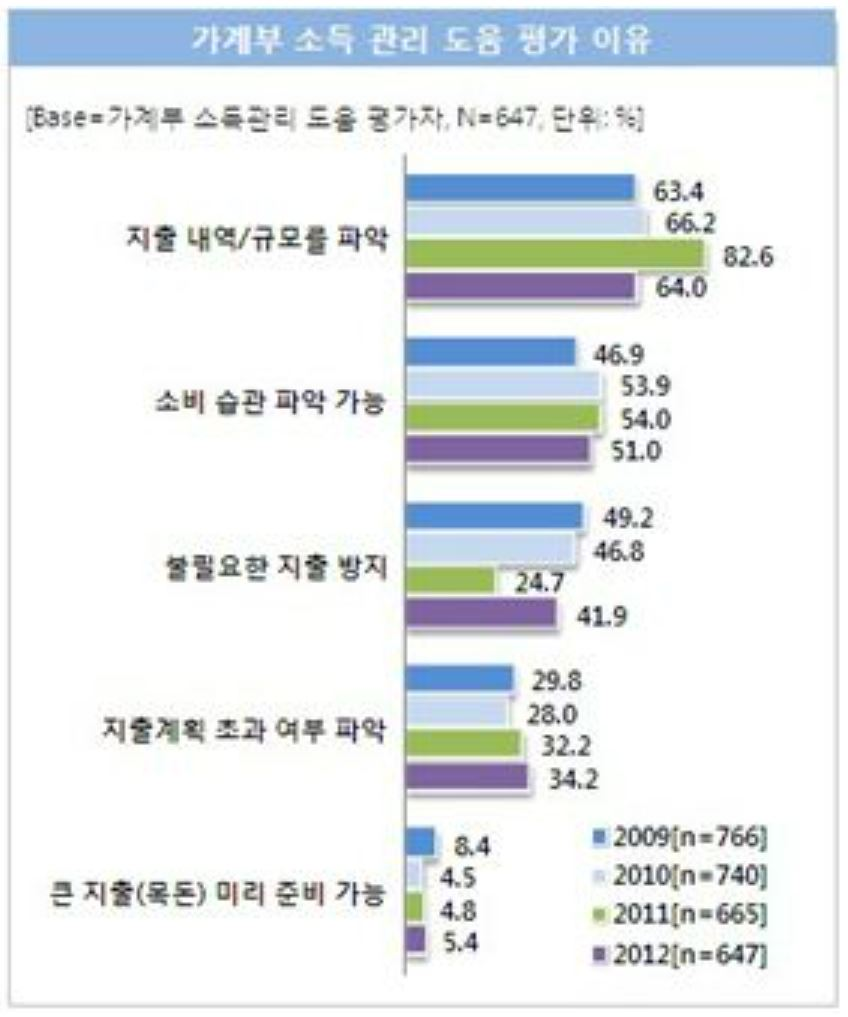 가계부 소득 관리 도움 평가 이유
[Base=가계부 소득관리 도움 평가자, N=647, 단위: %]
지출 내역/규모를 파악
63.4
66.2
82.6
64.0
소비 습관 파악 가능
46.9
53.9
54.0
51.0
불필요한 지출 방지
49.2
46.8
24.7
41.9
지출계획 초과 여부 파악
29.8
28.0
32.2
34.2
큰 지출(목돈) 미리 준비 가능
8.4
4.5
4.8
5.4
2009[n=766]
2010[n=740]
2011[n=665]
2012[n=647]